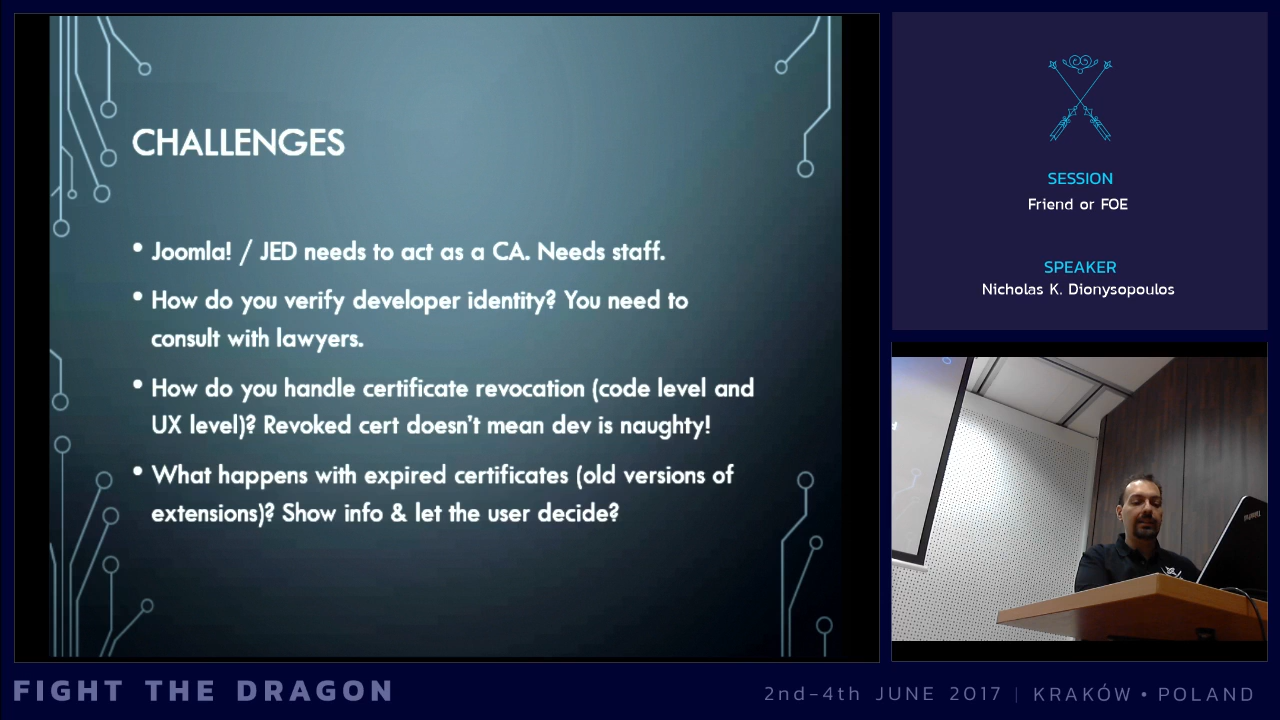 CHALLENGES
• Joomla! / JED needs to act as a CA. Needs staff.
• How do you verify developer identity? You need to
consult with lawyers.
• How do you handle certificate revocation (code level and
UX level)? Revoked cert doesn't mean dev is naughty!
• What happens with expired certificates (old versions of
extensions)? Show info & let the user decide?
SESSION
Friend or FOE
SPEAKER
Nicholas K. Dionysopoulos
FIGHT THE DRAGON
2nd-4th JUNE 2017 | KRAKÓW • POLAND